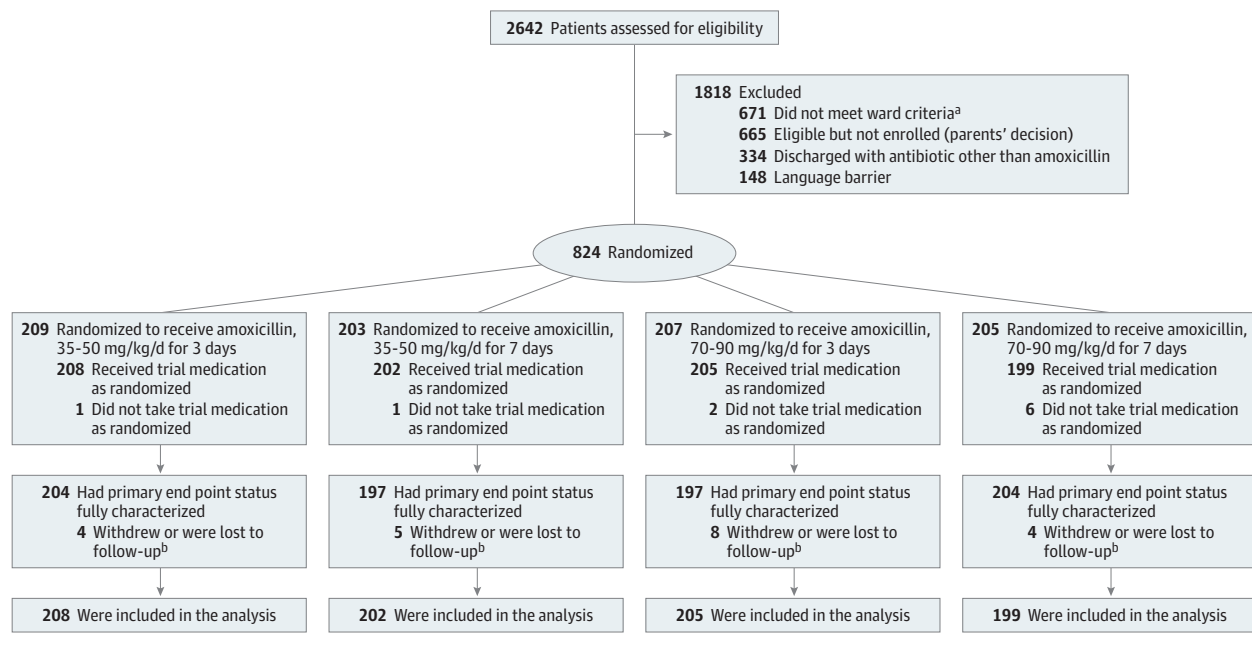 2642 Patients assessed for eligibility
1818 Excluded
671 Did not meet ward criteriaa
665 Eligible but not enrolled (parents’ decision)
334 Discharged with antibiotic other than amoxicillin
148 Language barrier
824 Randomized
209 Randomized to receive amoxicillin,
35-50 mg/kg/d for 3 days
208 Received trial medication
as randomized
1 Did not take trial medication
as randomized
203 Randomized to receive amoxicillin,
35-50 mg/kg/d for 7 days
202 Received trial medication
as randomized
1 Did not take trial medication
as randomized
207 Randomized to receive amoxicillin,
70-90 mg/kg/d for 3 days
205 Received trial medication
as randomized
2 Did not take trial medication
as randomized
205 Randomized to receive amoxicillin,
70-90 mg/kg/d for 7 days
199 Received trial medication
as randomized
6 Did not take trial medication
as randomized
204 Had primary end point status
fully characterized
4 Withdrew or were lost to
follow-upb
197 Had primary end point status
fully characterized
5 Withdrew or were lost to
follow-upb
197 Had primary end point status
fully characterized
8 Withdrew or were lost to
follow-upb
204 Had primary end point status
fully characterized
4 Withdrew or were lost to
follow-upb
208 Were included in the analysis
202 Were included in the analysis
205 Were included in the analysis
199 Were included in the analysis